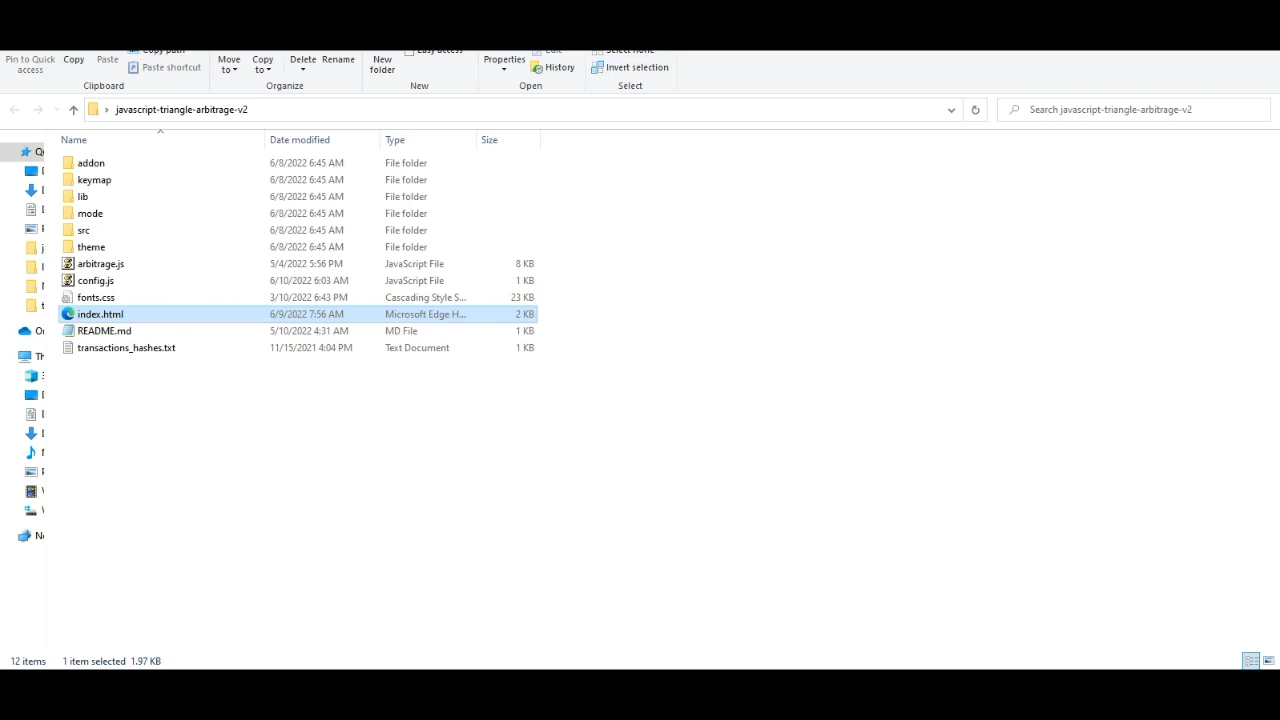 Copy path
Easy access
Edit
Select none
Pin to Quick access
Copy
Paste
Paste shortcut
Move to
Copy to
Delete
Rename
New folder
Properties
History
Invert selection
Clipboard
Organize
New
Open
Select
javascript-triangle-arbitrage-v2
Search javascript-triangle-arbitrage-v2
Name Date modified Type Size
addon 6/8/2022 6:45 AM File folder
keymap 6/8/2022 6:45 AM File folder
lib 6/8/2022 6:45 AM File folder
mode 6/8/2022 6:45 AM File folder
src 6/8/2022 6:45 AM File folder
theme 6/8/2022 6:45 AM File folder
arbitrage.js 5/4/2022 5:56 PM JavaScript File 8 KB
config.js 6/10/2022 6:03 AM JavaScript File 1 KB
fonts.css 3/10/2022 6:43 PM Cascading Style S... 23 KB
index.html 6/9/2022 7:56 AM Microsoft Edge H... 2 KB
README.md 5/10/2022 4:31 AM MD File 1 KB
transactions_hashes.txt 11/15/2021 4:04 PM Text Document 1 KB
12 items 1 item selected 1.97 KB